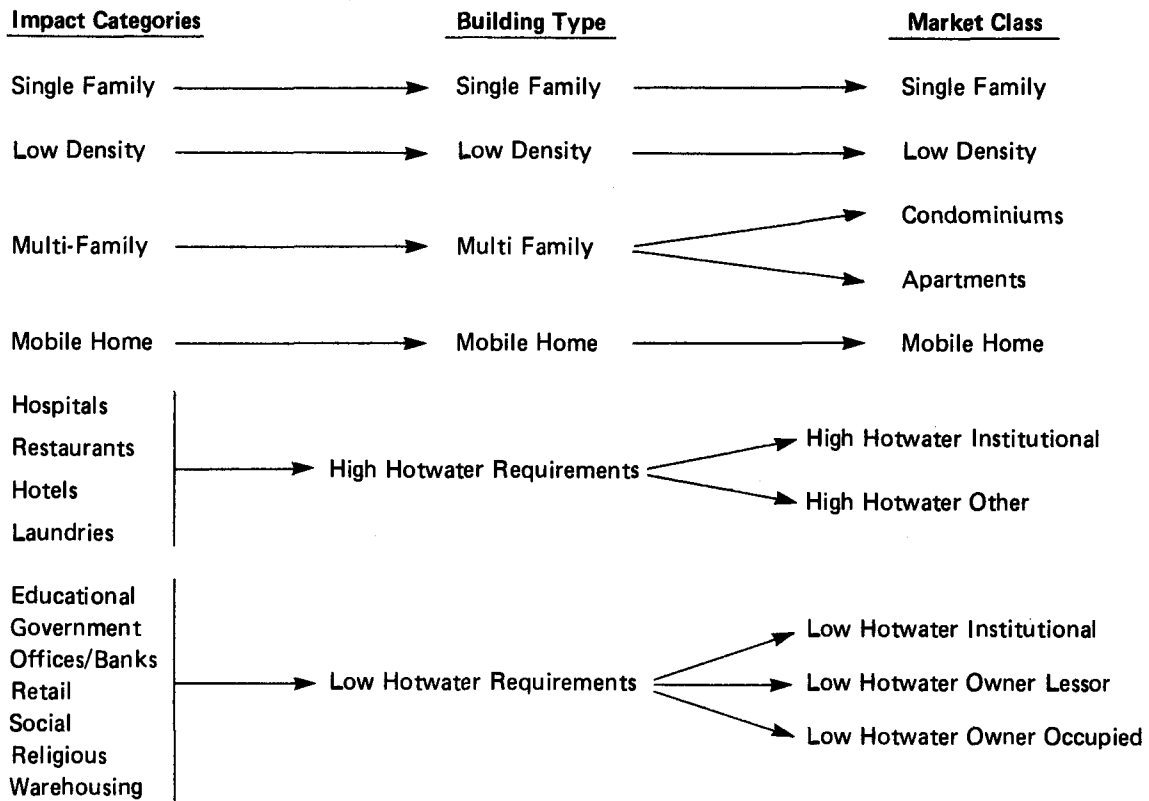 Impact Categories Building Type Market Class
Single Family Single Family Single Family
Low Density Low Density Low Density
Multi-Family Multi Family Condominiums
Apartments
Mobile Home Mobile Home Mobile Home
Hospitals
Restaurants
Hotels
Laundries
High Hotwater Requirements
High Hotwater Institutional
High Hotwater Other
Educational
Government
Offices/Banks
Retail
Social
Religious
Warehousing
Low Hotwater Requirements
Low Hotwater Institutional
Low Hotwater Owner Lessor
Low Hotwater Owner Occupied